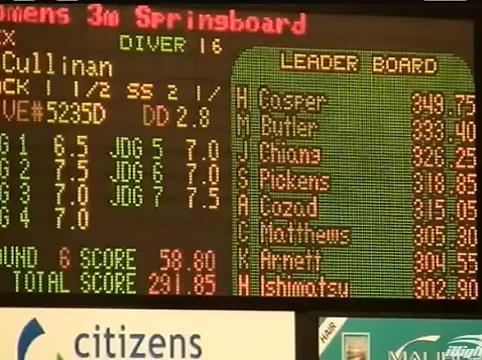 omens 3m Springboard
CX
DIVER 16
Cullinan
OCK 1 1/2 SS 2 1/
VE# 5235D DD 2.8
G 1 6.5 JDG 5 7.0
G 2 7.5 JDG 6 7.0
G 3 7.0 JDG 7 7.5
G 4 7.0
UND 6 SCORE 58.80
TOTAL SCORE 291.85
LEADER BOARD
H Casper 349.75
M Butler 333.40
J Chiang 326.25
S Pickens 318.85
A Cozad 315.05
C Matthews 305.30
K Arnett 304.55
H Ishimatsu 302.90
citizens
HAIR